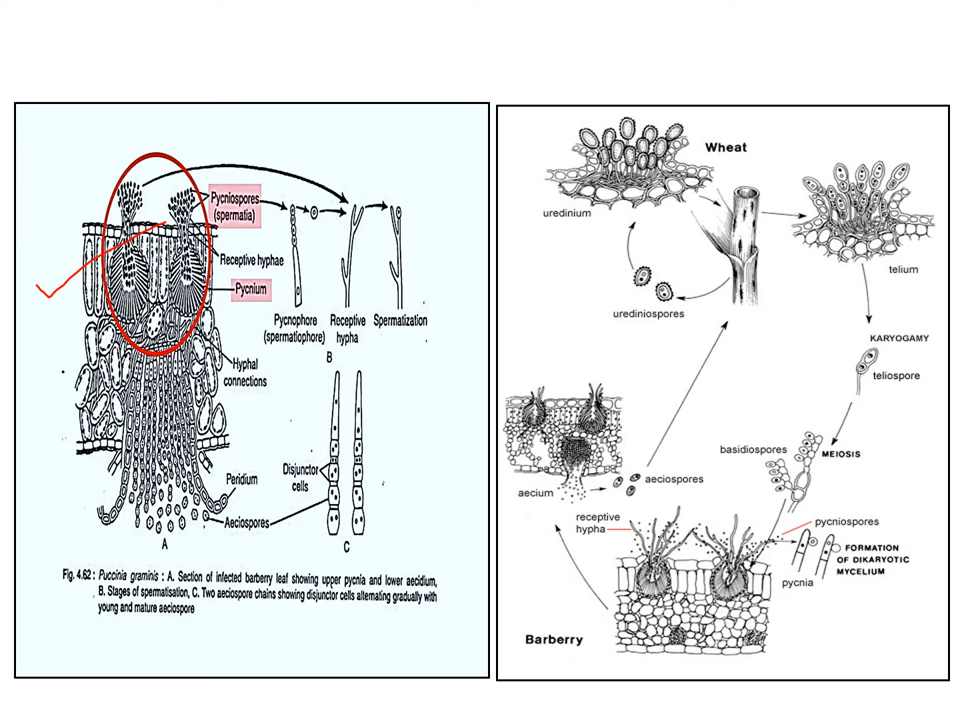 Pycniospores
(spermatia)
Receptive hyphae
Pycnium
Pycnophore
(spermatiophore)
Receptive
hypha
Spermatization
B
Hyphal
connections
Disjunctor
cells
Peridium
Aeciospores
A
C
Fig. 4.62 : Puccinia graminis : A. Section of infected barberry leaf showing upper pycnia and lower aecidium,
B. Stages of spermatisation, C. Two aeciospore chains showing disjunctor cells alternating gradually with
young and mature aeciospore
Wheat
uredinium
telium
urediniospores
KARYOGAMY
teliospore
basidiospores
MEIOSIS
aecium
aeciospores
receptive
hypha
pycniospores
FORMATION
OF DIKARYOTIC
MYCELIUM
pycnia
Barberry